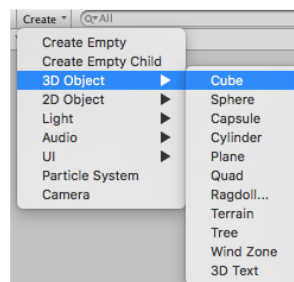 Create
All
Create Empty
Create Empty Child
3D Object
2D Object
Light
Audio
UI
Particle System
Camera
Cube
Sphere
Capsule
Cylinder
Plane
Quad
Ragdoll...
Terrain
Tree
Wind Zone
3D Text